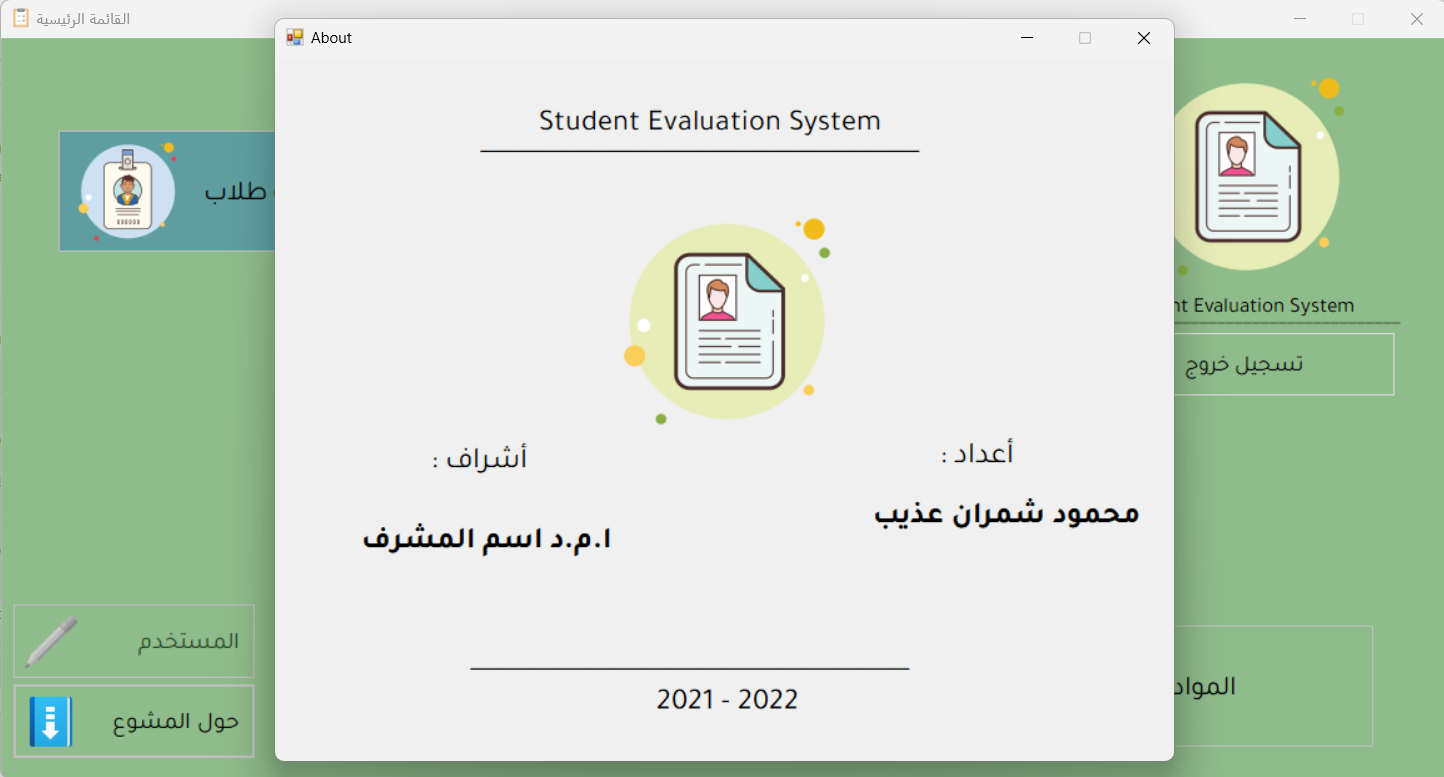 القائمة الرئيسية
About
Student Evaluation System
أعداد :
محمود شمران عذيب
أشراف :
ا.م.د اسم المشرف
2021 - 2022
طلاب
Evaluation System
تسجيل خروج
المواد
المستخدم
حول المشوع